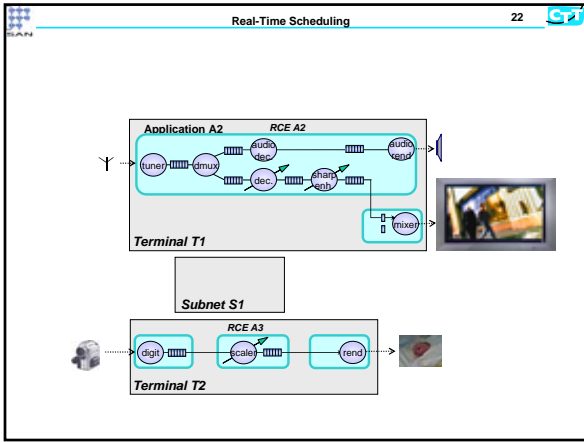 Real-Time Scheduling
22
CTT
SAN
Application A2
RCE A2
audio
dec.
audio
rend
tuner
dmux
dec.
sharp
enh.
mixer
Terminal T1
Subnet S1
RCE A3
digit
scaler
rend
Terminal T2